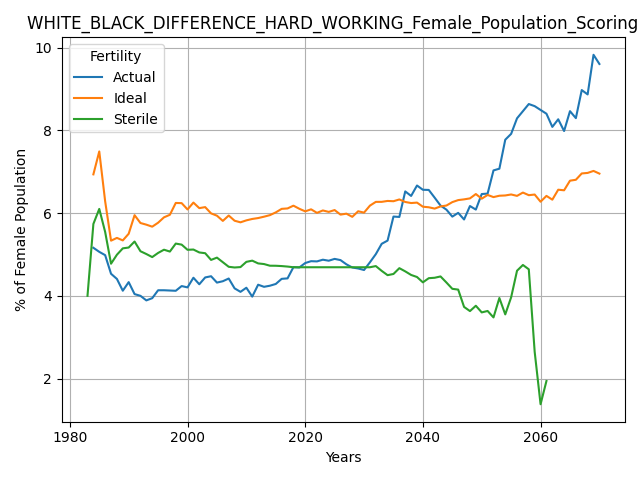 WHITE_BLACK_DIFFERENCE_HARD_WORKING_Female_Population_Scoring
Fertility
Actual
Ideal
Sterile
% of Female Population
10
8
6
4
2
1980
2000
2020
2040
2060
Years